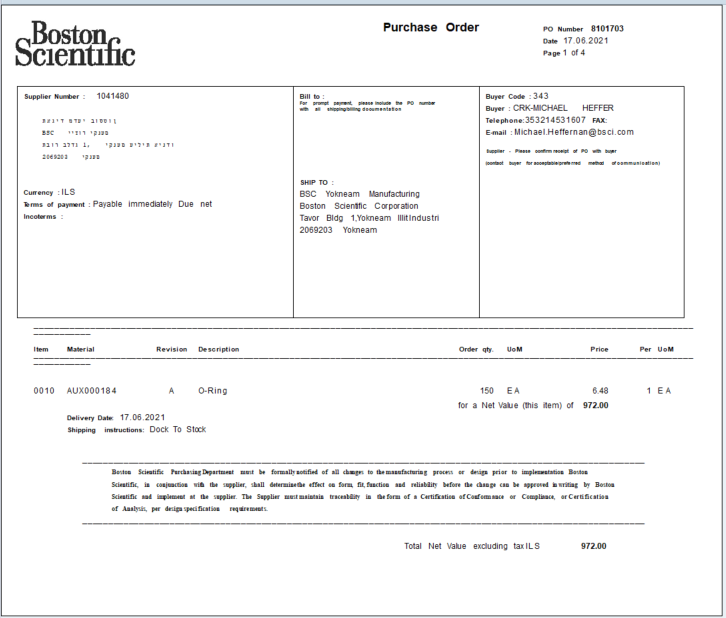 Boston
Scientific
Purchase Order
PO Number 8101703
Date 17.06.2021
Page 1 of 4
Supplier Number : 1041480
BSC
1,
2069203
Currency : ILS
Terms of payment : Payable immediately Due net
Incoterms :
Bill to :
For prompt payment, please include the PO number
with all shipping/billing documentation
SHIP TO :
BSC Yokneam Manufacturing
Boston Scientific Corporation
Tavor Bldg 1,Yokneam Illit Industri
2069203 Yokneam
Buyer Code : 343
Buyer : CRK-MICHAEL HEFFER
Telephone: 353214531607 FAX:
E-mail : Michael.Heffernan@bsci.com
Supplier - Please confirm receipt of PO with buyer
(contact buyer for acceptable/preferred method of communication)
Item Material Revision Description Order qty. UoM Price Per UoM
0010 AUX000184 A O-Ring 150 EA 6.48 1 EA
for a Net Value (this item) of 972.00
Delivery Date: 17.06.2021
Shipping instructions: Dock To Stock
Boston Scientific Purchasing Department must be formally notified of all changes to the manufacturing process or design prior to implementation Boston
Scientific, in conjunction with the supplier, shall determine the effect on form, fit, function and reliability before the change can be approved in writing by Boston
Scientific and implement at the supplier. The Supplier must maintain traceability in the form of a Certification of Conformance or Compliance, or Certification
of Analysis, per design specification requirements.
Total Net Value excluding tax ILS 972.00